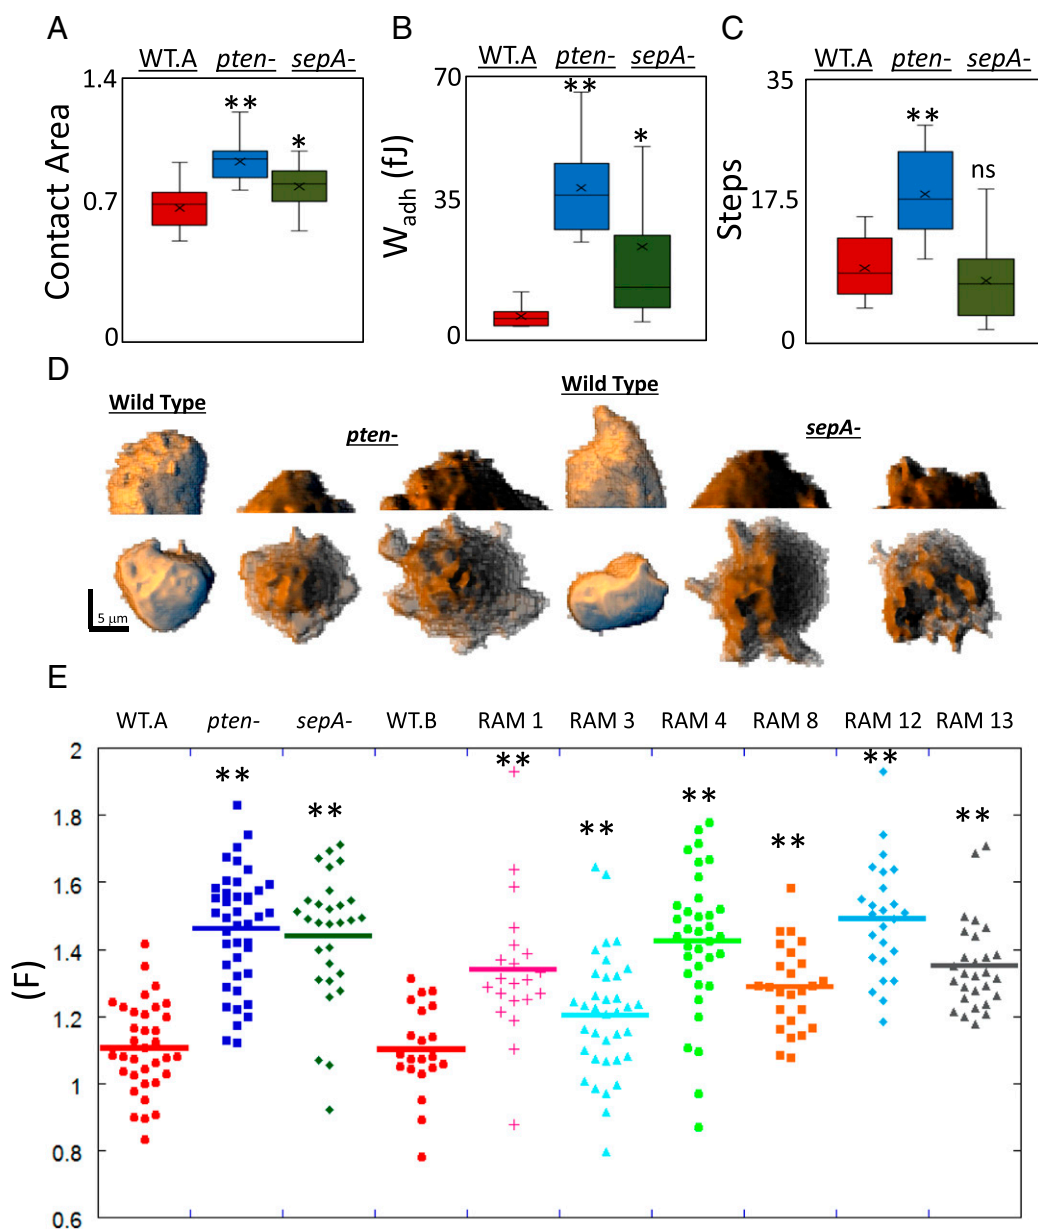 A
WT.A pten- sepA-
1.4
**
*
0.7
0
Contact Area
B
WT.A pten- sepA-
70
**
*
35
0
Wadh (fJ)
C
WT.A pten- sepA-
35
**
ns
17.5
0
Steps
D
Wild Type
pten-
Wild Type
sepA-
5 μm
E
WT.A pten- sepA- WT.B RAM 1 RAM 3 RAM 4 RAM 8 RAM 12 RAM 13
2
** ** ** ** ** ** ** ** **
1.8
1.6
1.4
1.2
1
0.8
0.6
(F)